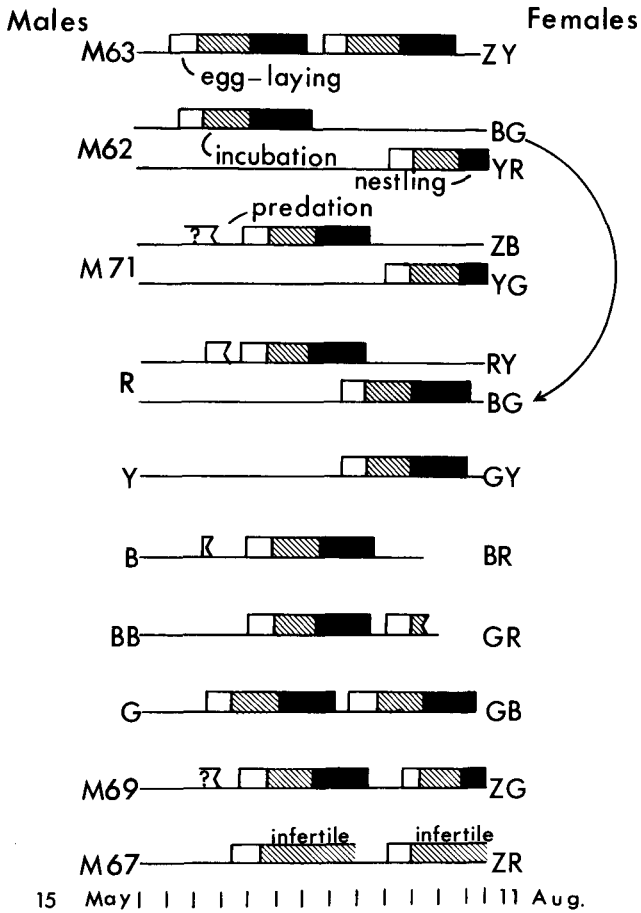 Males Females
M63 ZY
egg-laying
BG
M62 incubation YR
nestling
predation
? ZB
M71 YG
RY
R BG
Y GY
B BR
BB GR
G GB
M69 ? ZG
infertile infertile
M67 ZR
15 May 11 Aug.